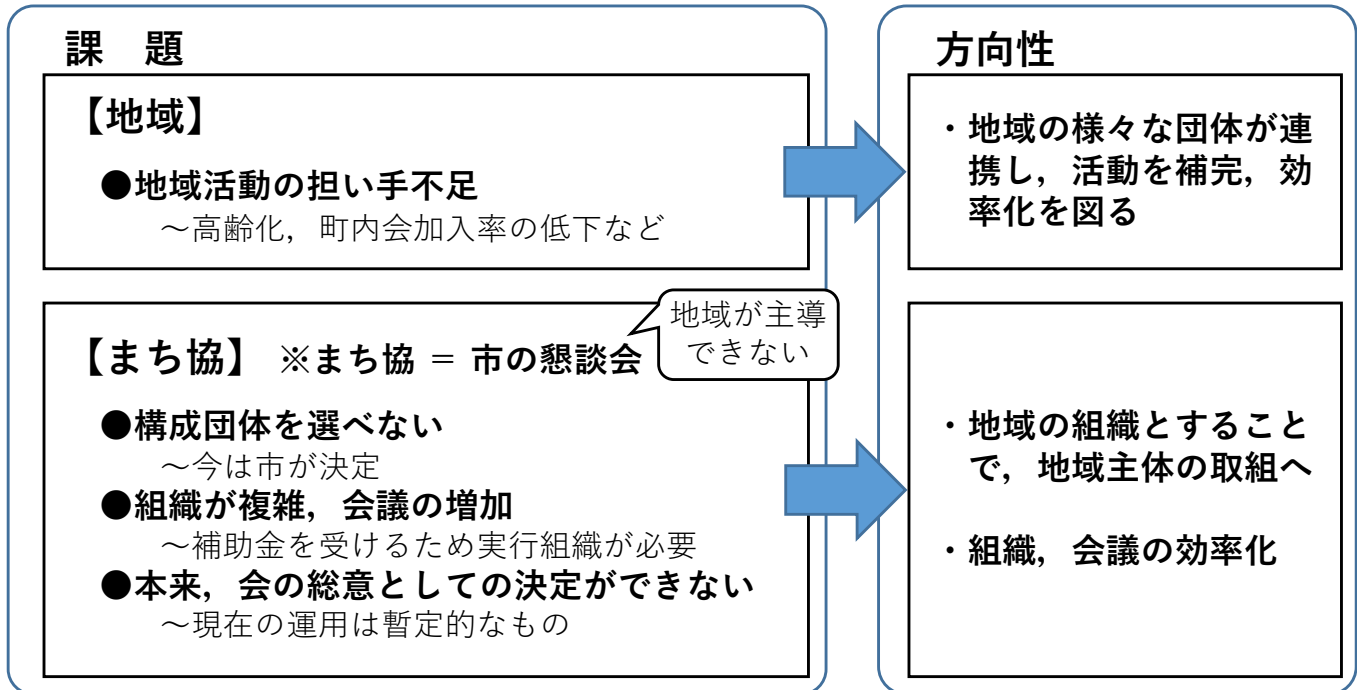 課　題
【地域】
●地域活動の担い手不足
～高齢化，町内会加入率の低下など
【まち協】 ※まち協 ＝ 市の懇談会
地域が主導
できない
●構成団体を選べない
～今は市が決定
●組織が複雑，会議の増加
～補助金を受けるため実行組織が必要
●本来，会の総意としての決定ができない
～現在の運用は暫定的なもの
方向性
・地域の様々な団体が連
携し，活動を補完，効
率化を図る
・地域の組織とすること
で，地域主体の取組へ
・組織，会議の効率化